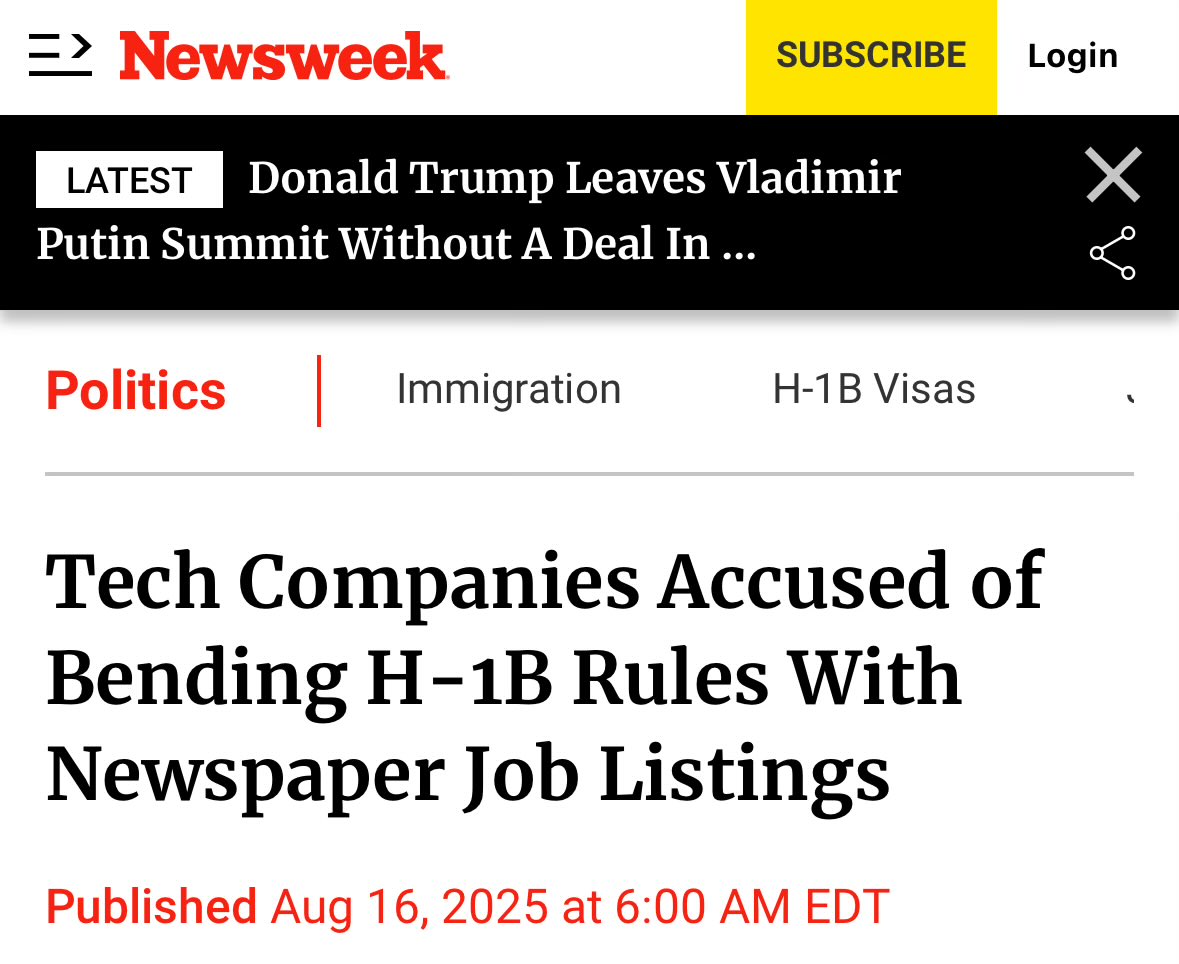 Newsweek
SUBSCRIBE
Login
LATEST Donald Trump Leaves Vladimir
Putin Summit Without A Deal In ...
Politics
Immigration
H-1B Visas
Tech Companies Accused of
Bending H-1B Rules With
Newspaper Job Listings
Published Aug 16, 2025 at 6:00 AM EDT